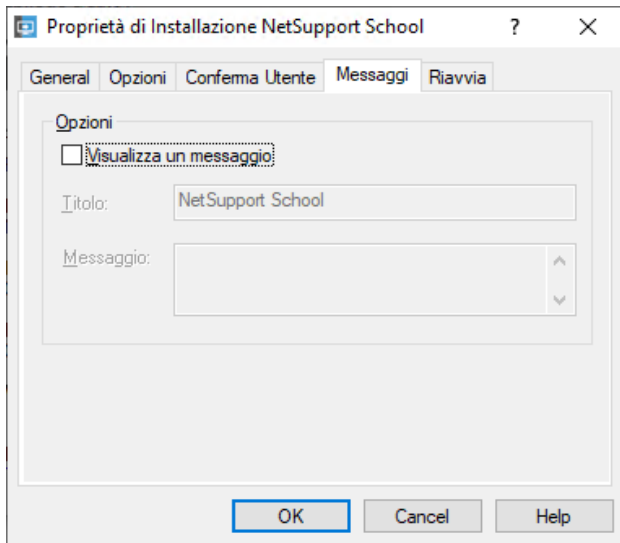 Proprietà di Installazione NetSupport School ?
General Opzioni Conferma Utente Messaggi Riavvia
Opzioni
Visualizza un messaggio
Titolo: NetSupport School
Messaggio:
OK Cancel Help